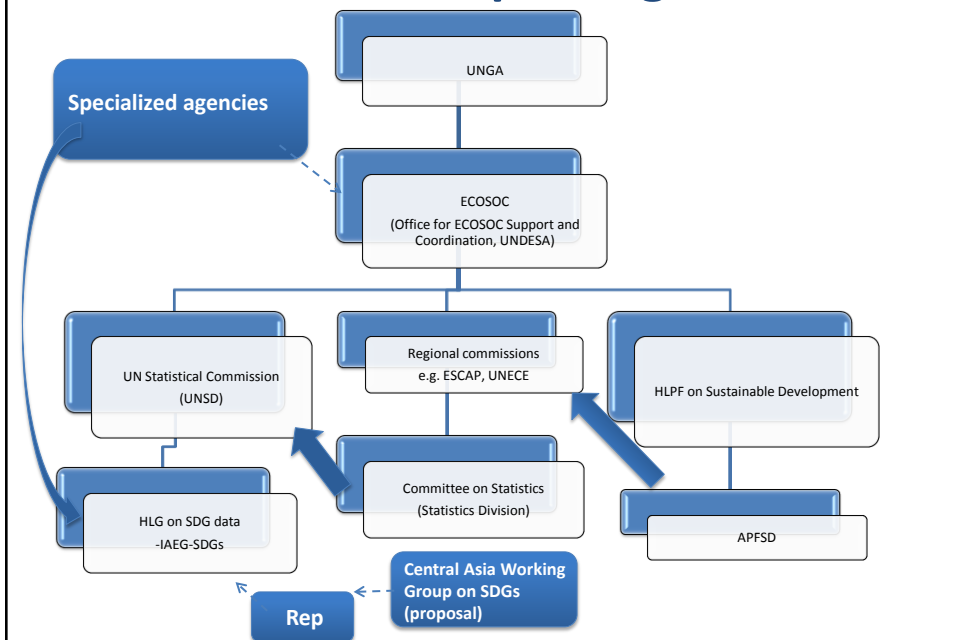 UNGA
Specialized agencies
ECOSOC
(Office for ECOSOC Support and
Coordination, UNDESA)
UN Statistical Commission
(UNSD)
Regional commissions
e.g. ESCAP, UNECE
HLPF on Sustainable Development
HLG on SDG data
-IAEG-SDGs
Committee on Statistics
(Statistics Division)
APFSD
Central Asia Working
Group on SDGs
(proposal)
Rep